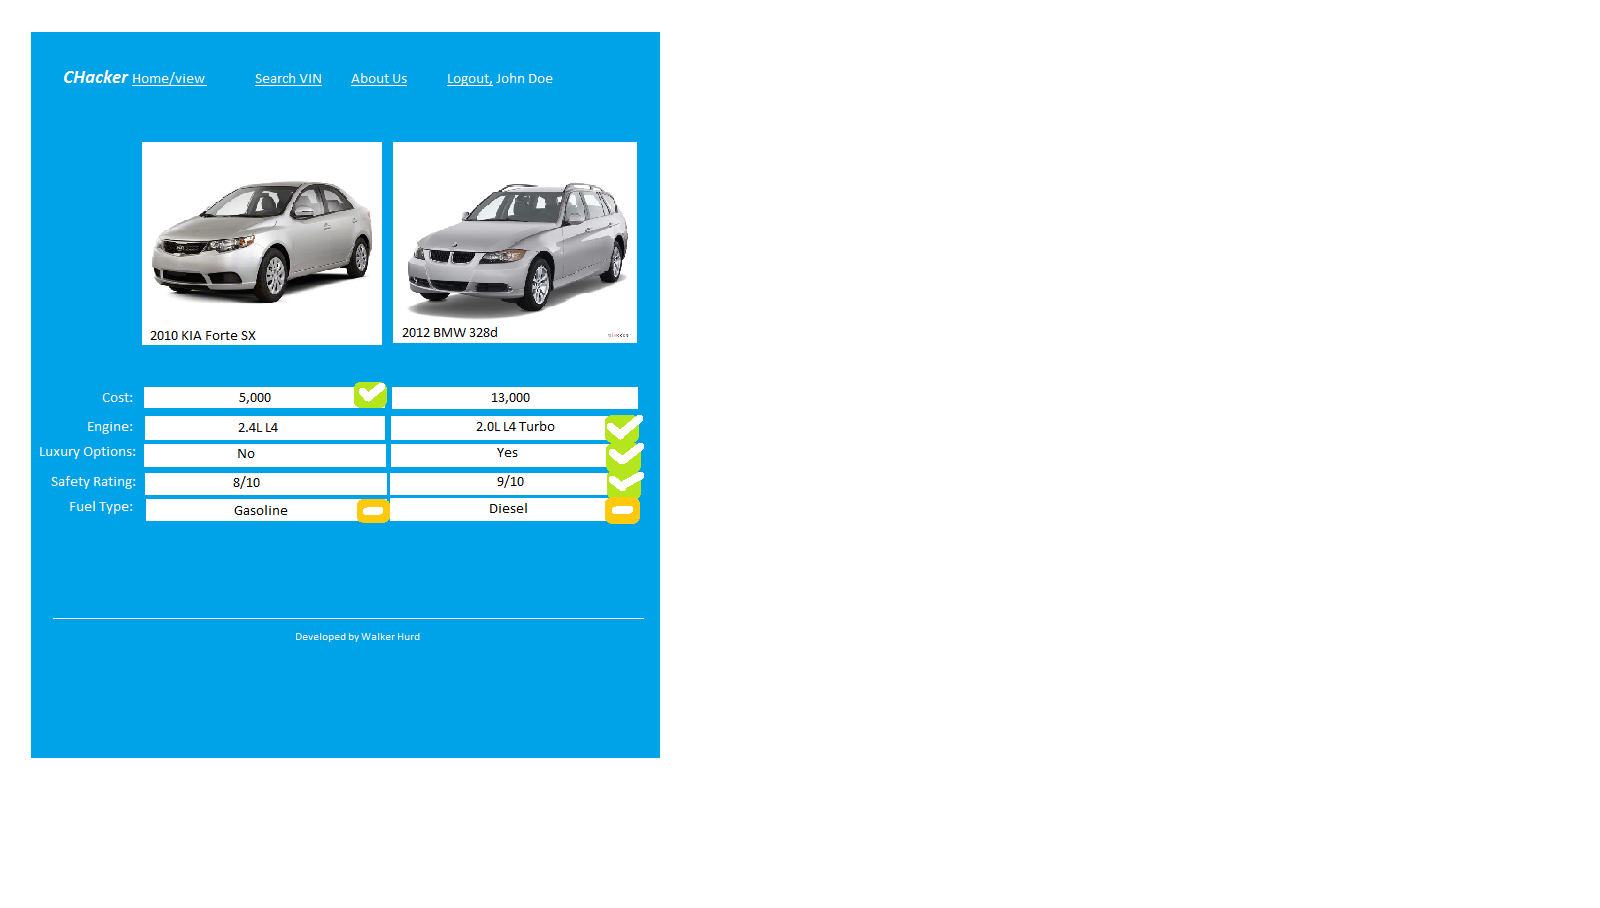 CHacker Home/view Search VIN About Us Logout, John Doe
2010 KIA Forte SX 2012 BMW 328d
Cost: 5,000 13,000
Engine: 2.4L L4 2.0L L4 Turbo
Luxury Options: No Yes
Safety Rating: 8/10 9/10
Fuel Type: Gasoline Diesel
Developed by Walker Hurd